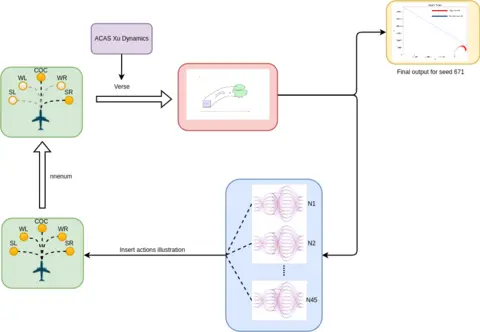 ACAS Xu Dynamics
Verse
Final output for seed 671
COC
WL
WR
SL
SR
nnenum
COC
WL
WR
SL
SR
Insert actions illustration
N1
N2
N45